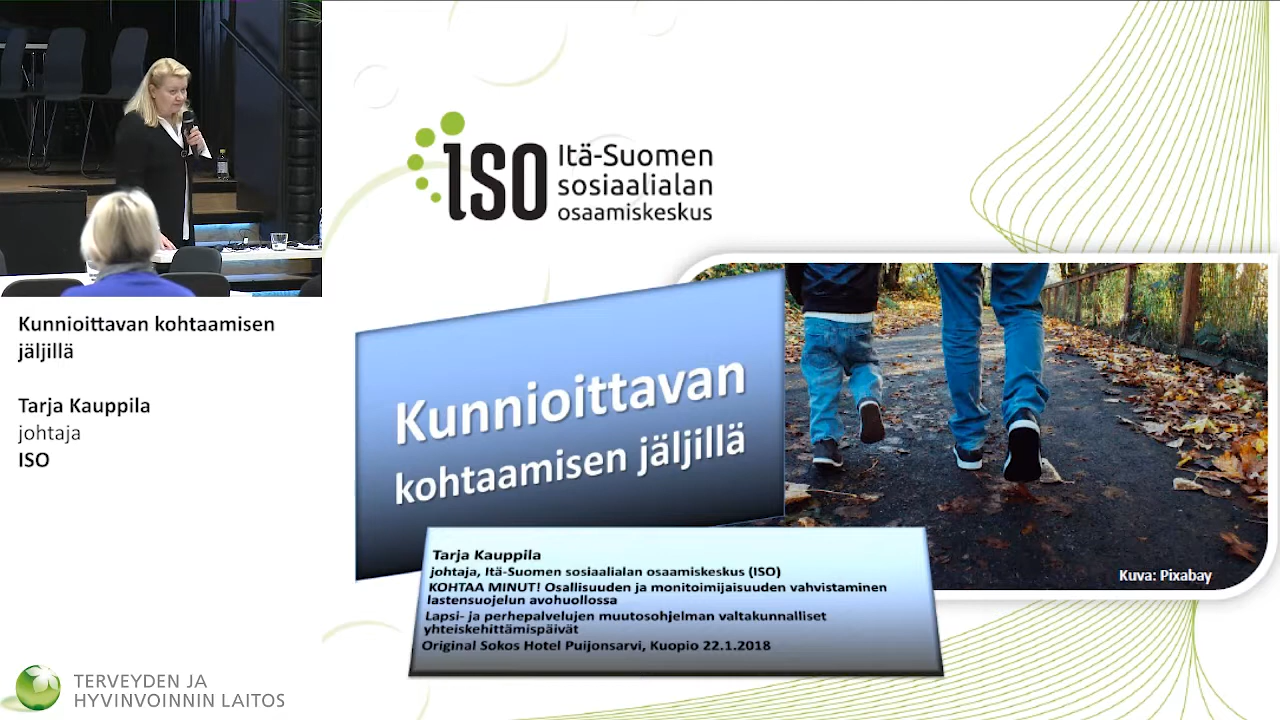 Kunnioittavan kohtaamisen
jäljillä
Tarja Kauppila
johtaja
ISO
TERVEYDEN JA
HYVINVOINNIN LAITOS
iso
Itä-Suomen
sosiaalialan
osaamiskeskus
Kunnioittavan
kohtaamisen jäljillä
Kuva: Pixabay
Tarja Kauppila
johtaja, Itä-Suomen sosiaalialan osaamiskeskus (ISO)
KOHTAA MINUT! Osallisuuden ja monitoimijaisuuden vahvistaminen
lastensuojelun avohuollossa
Lapsi- ja perhepalvelujen muutosohjelman valtakunnalliset
yhteiskehittämispäivät
Original Sokos Hotel Puijonsarvi, Kuopio 22.1.2018